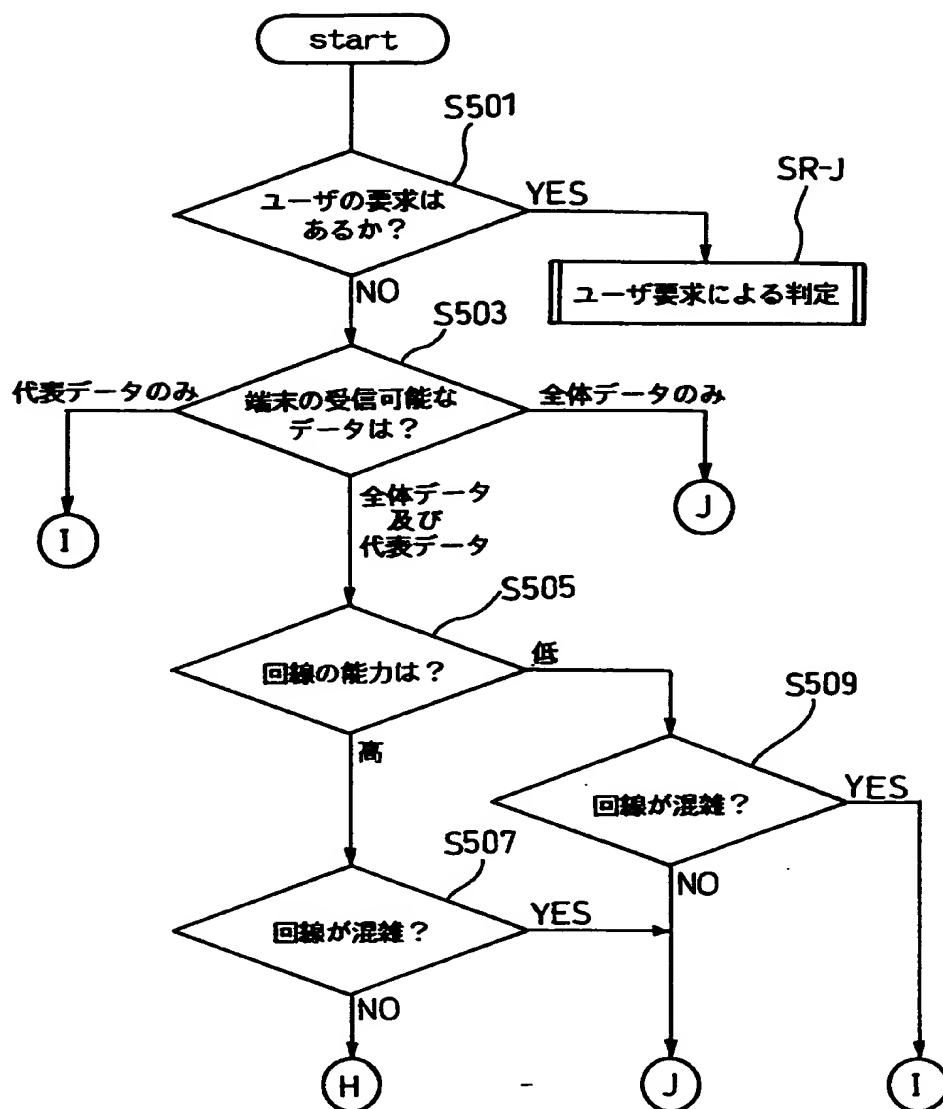 start
S501
ユーザの要求は
あるか？
YES
SR-J
ユーザ要求による判定
NO
S503
代表データのみ
端末の受信可能な
データは？
全体データのみ
I
J
全体データ
及び
代表データ
S505
回線の能力は？
低
高
S509
回線が混雑？
YES
NO
S507
回線が混雑？
YES
NO
H
J
I